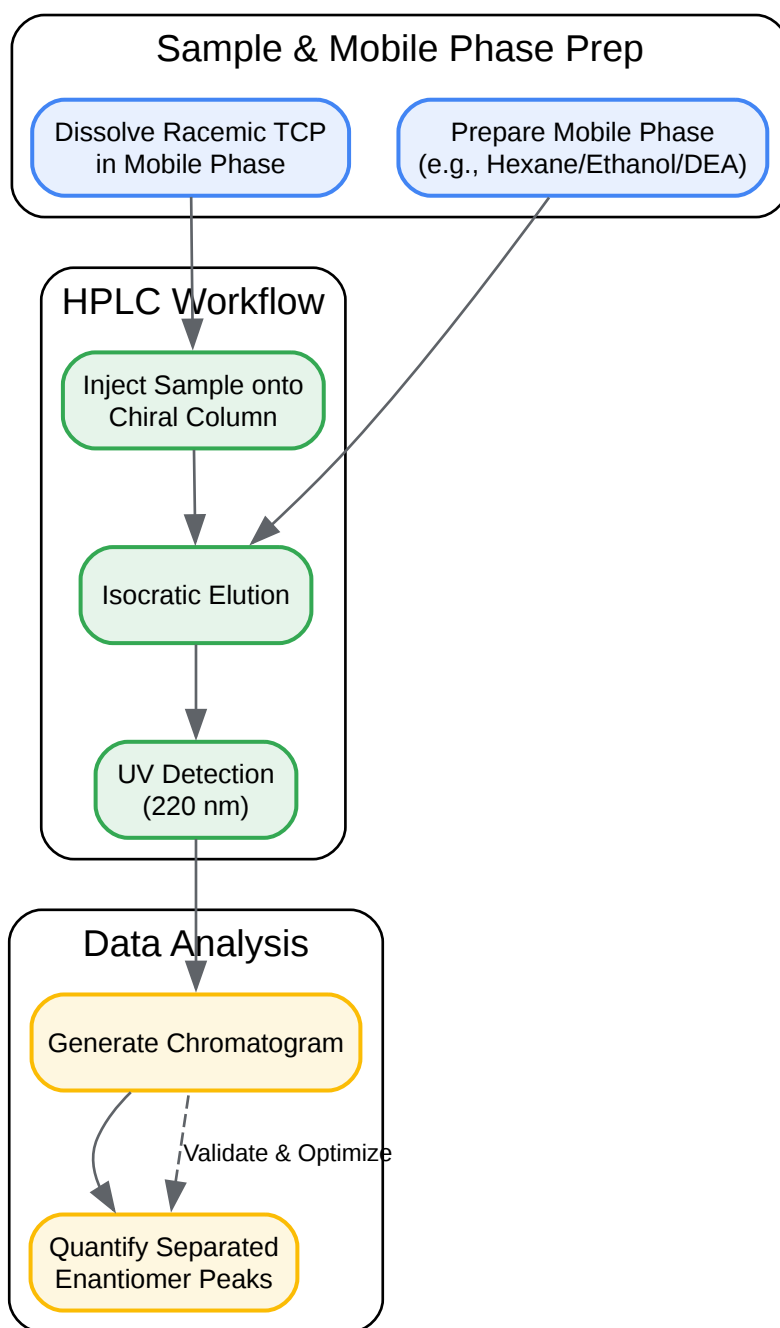 Sample & Mobile Phase Prep
Dissolve Racemic TCP
in Mobile Phase
Prepare Mobile Phase
(e.g., Hexane/Ethanol/DEA)
HPLC Workflow
Inject Sample onto
Chiral Column
Isocratic Elution
UV Detection
(220 nm)
Data Analysis
Generate Chromatogram
Validate & Optimize
Quantify Separated
Enantiomer Peaks